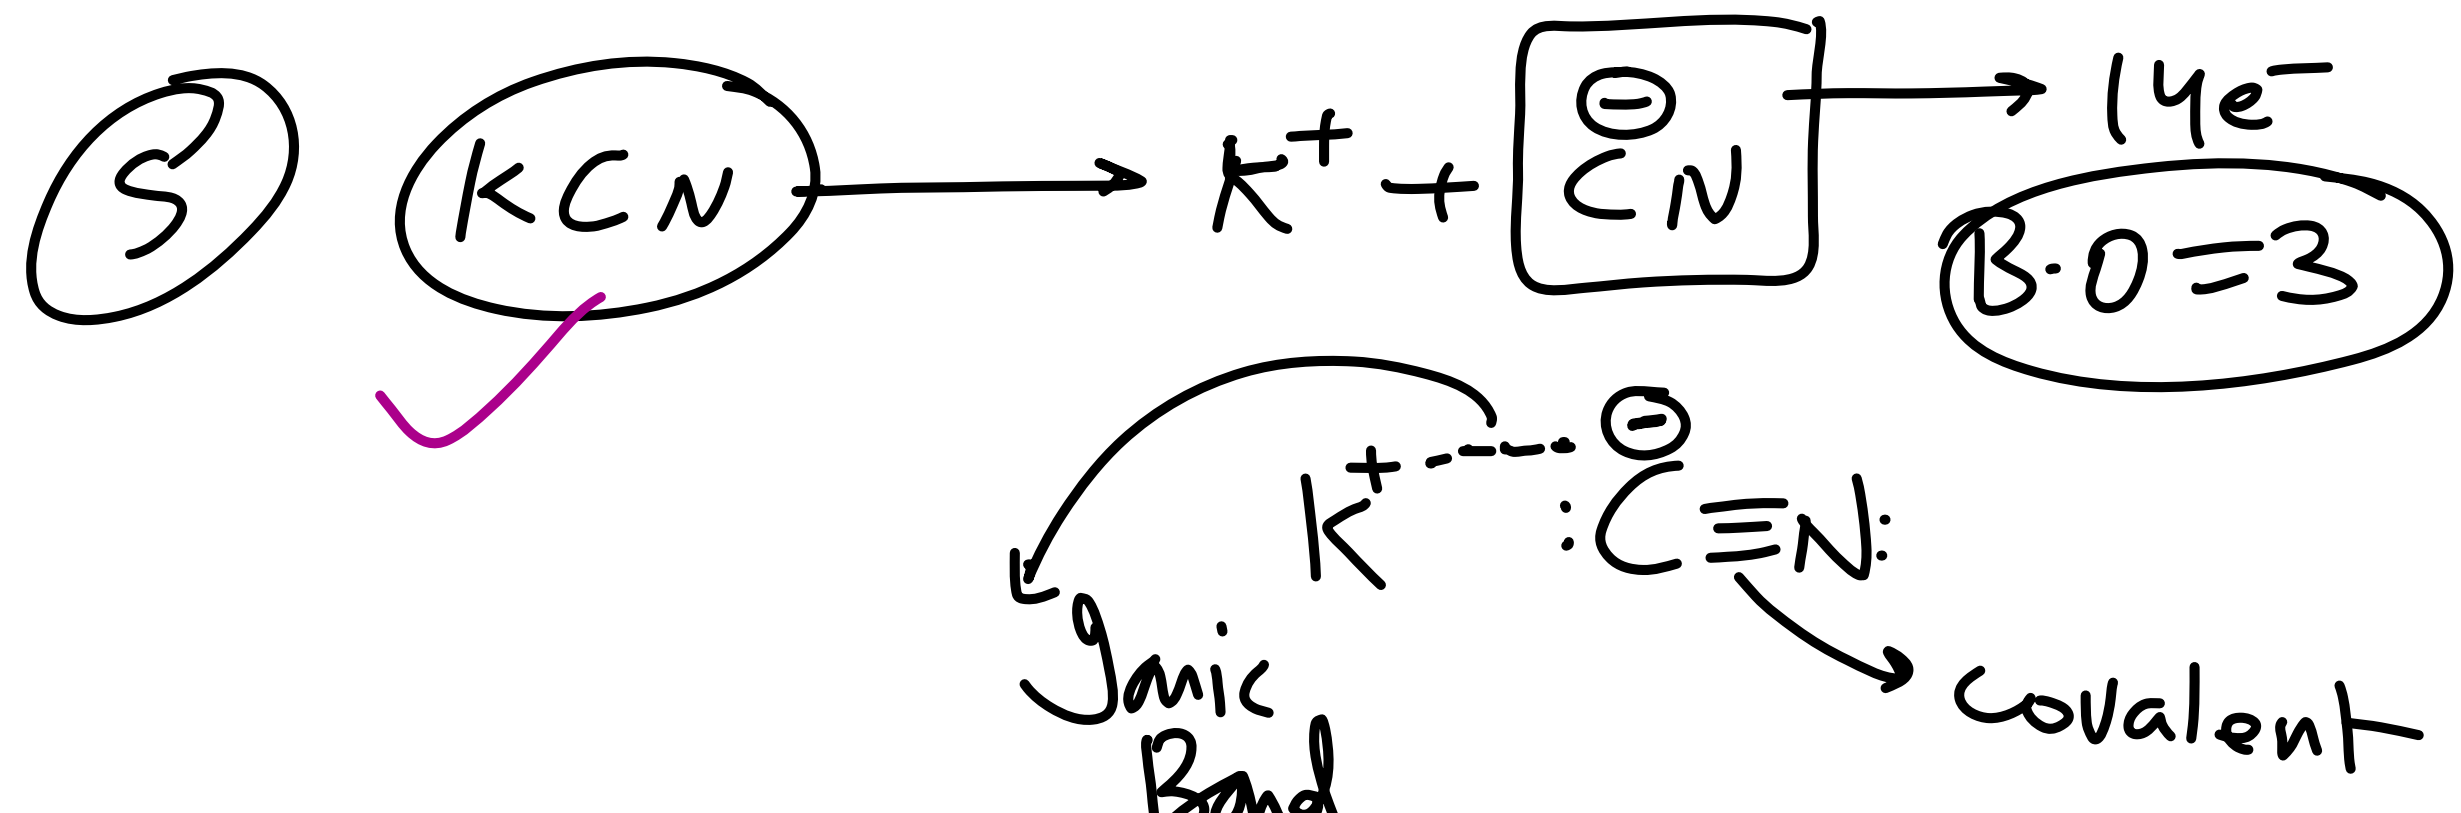 S KCN → K⁺ + CN⊖ → 14e⁻
B.O = 3
K⁺ ----- ⊖
:C≡N:
Ionic
Bond
Covalent